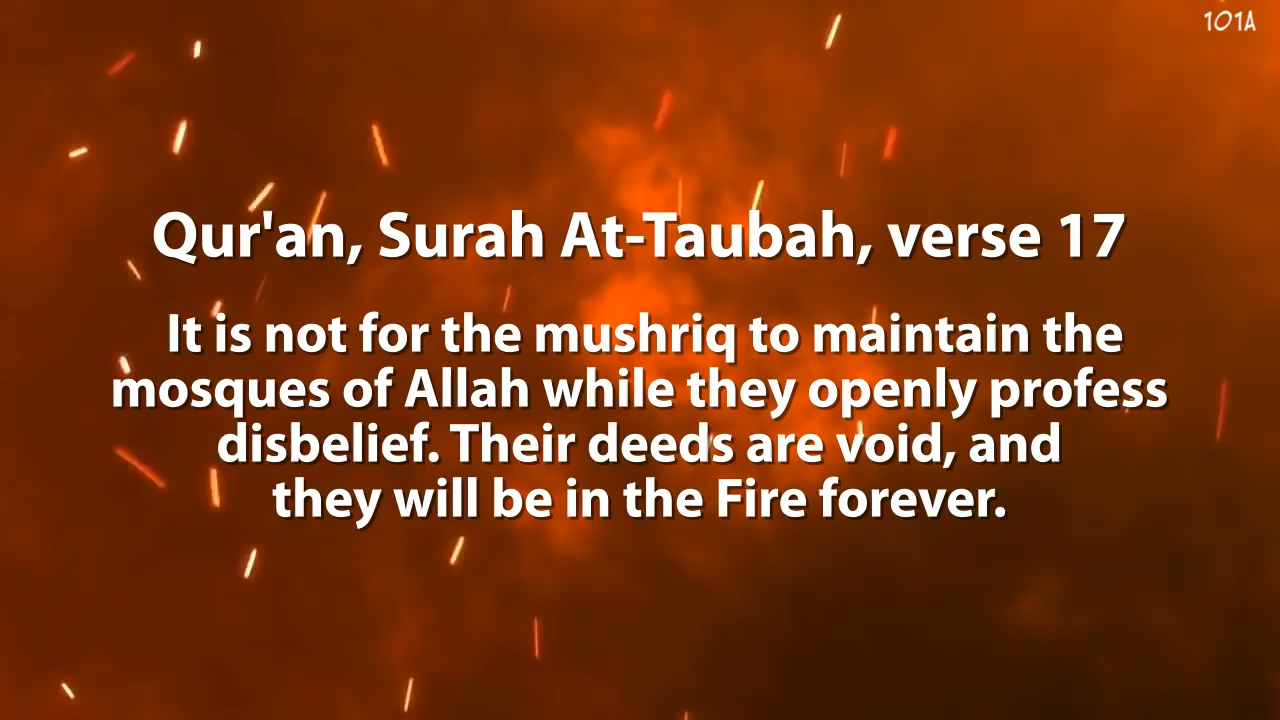 101A
Qur'an, Surah At-Taubah, verse 17
It is not for the mushriq to maintain the
mosques of Allah while they openly profess
disbelief. Their deeds are void, and
they will be in the Fire forever.